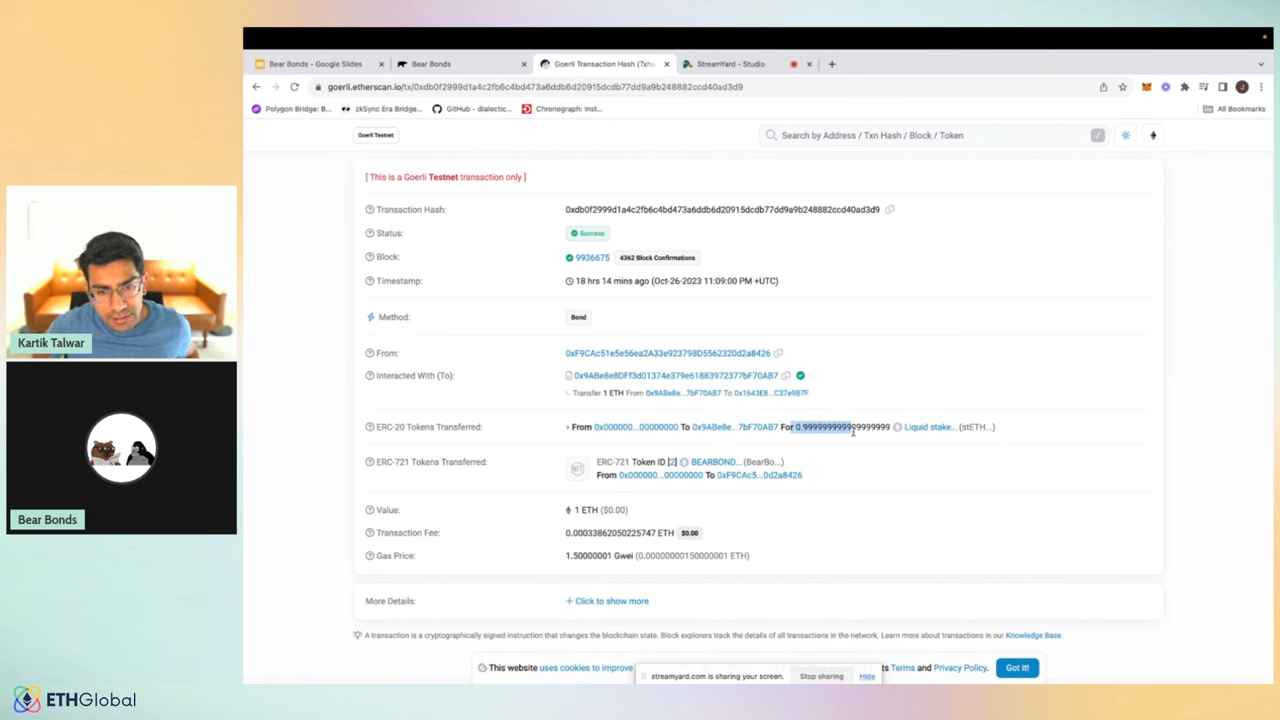 Bear Bonds - Google Slides
Bear Bonds
Goerli Transaction Hash (Txha
StreamYard - Studio
goerli.etherscan.io/tx/0xdb0f2999d1a4c2fb6c4bd473a6ddb6d20915dcdb77dd9a9b248882ccd40ad3d9
Polygon Bridge: B...
zkSync Era Bridge...
GitHub - dialectic...
Chronograph: Inst...
All Bookmarks
Goerli Testnet
Search by Address / Txn Hash / Block / Token
/
[ This is a Goerli Testnet transaction only ]
Transaction Hash: 0xdb0f2999d1a4c2fb6c4bd473a6ddb6d20915dcdb77dd9a9b248882ccd40ad3d9
Status: Success
Block: 9936675 4362 Block Confirmations
Timestamp: 18 hrs 14 mins ago (Oct-26-2023 11:09:00 PM +UTC)
Method: Bond
From: 0xF9CAc51e5e56ea2A33e923798D5562320d2a8426
Interacted With (To): 0x9ABe8e8DFf3d01374e379e61883972377bF70AB7
Transfer 1 ETH From 0x9ABe8e...7bF70AB7 To 0x1643E8...C37e9B7F
ERC-20 Tokens Transferred: From 0x000000...00000000 To 0x9ABe8e...7bF70AB7 For 0.999999999999999999 Liquid stake... (stETH...)
ERC-721 Tokens Transferred: NFT ERC-721 Token ID [2] BEARBOND... (BearBo...)
From 0x000000...00000000 To 0xF9CAc5...0d2a8426
Value: 1 ETH ($0.00)
Transaction Fee: 0.00033862050225747 ETH $0.00
Gas Price: 1.50000001 Gwei (0.00000000150000001 ETH)
More Details: + Click to show more
A transaction is a cryptographically signed instruction that changes the blockchain state. Block explorers track the details of all transactions in the network. Learn more about transactions in our Knowledge Base.
This website uses cookies to improve
Terms and Privacy Policy.
Got it!
streamyard.com is sharing your screen.
Stop sharing
Hide
Kartik Talwar
Bear Bonds
ETHGlobal